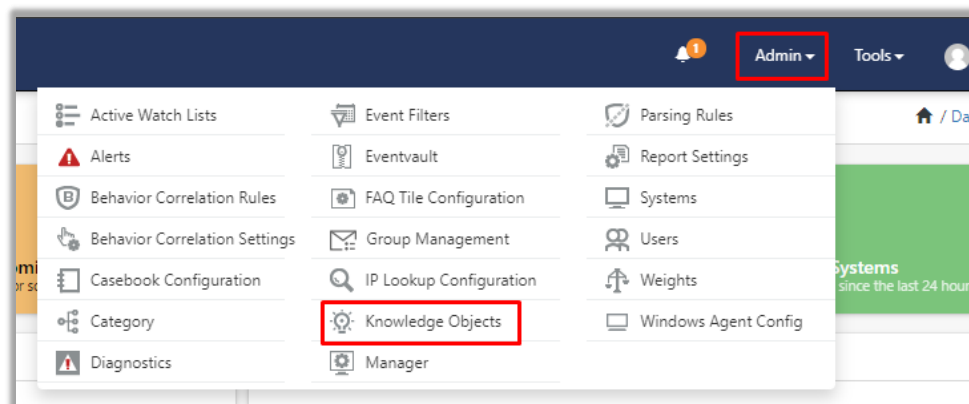 1
Admin
Tools
/ Da
Active Watch Lists
Event Filters
Parsing Rules
Alerts
Eventvault
Report Settings
Behavior Correlation Rules
FAQ Tile Configuration
Systems
Behavior Correlation Settings
Group Management
Users
Casebook Configuration
IP Lookup Configuration
Weights
Systems
since the last 24 hour
Category
Knowledge Objects
Windows Agent Config
Diagnostics
Manager